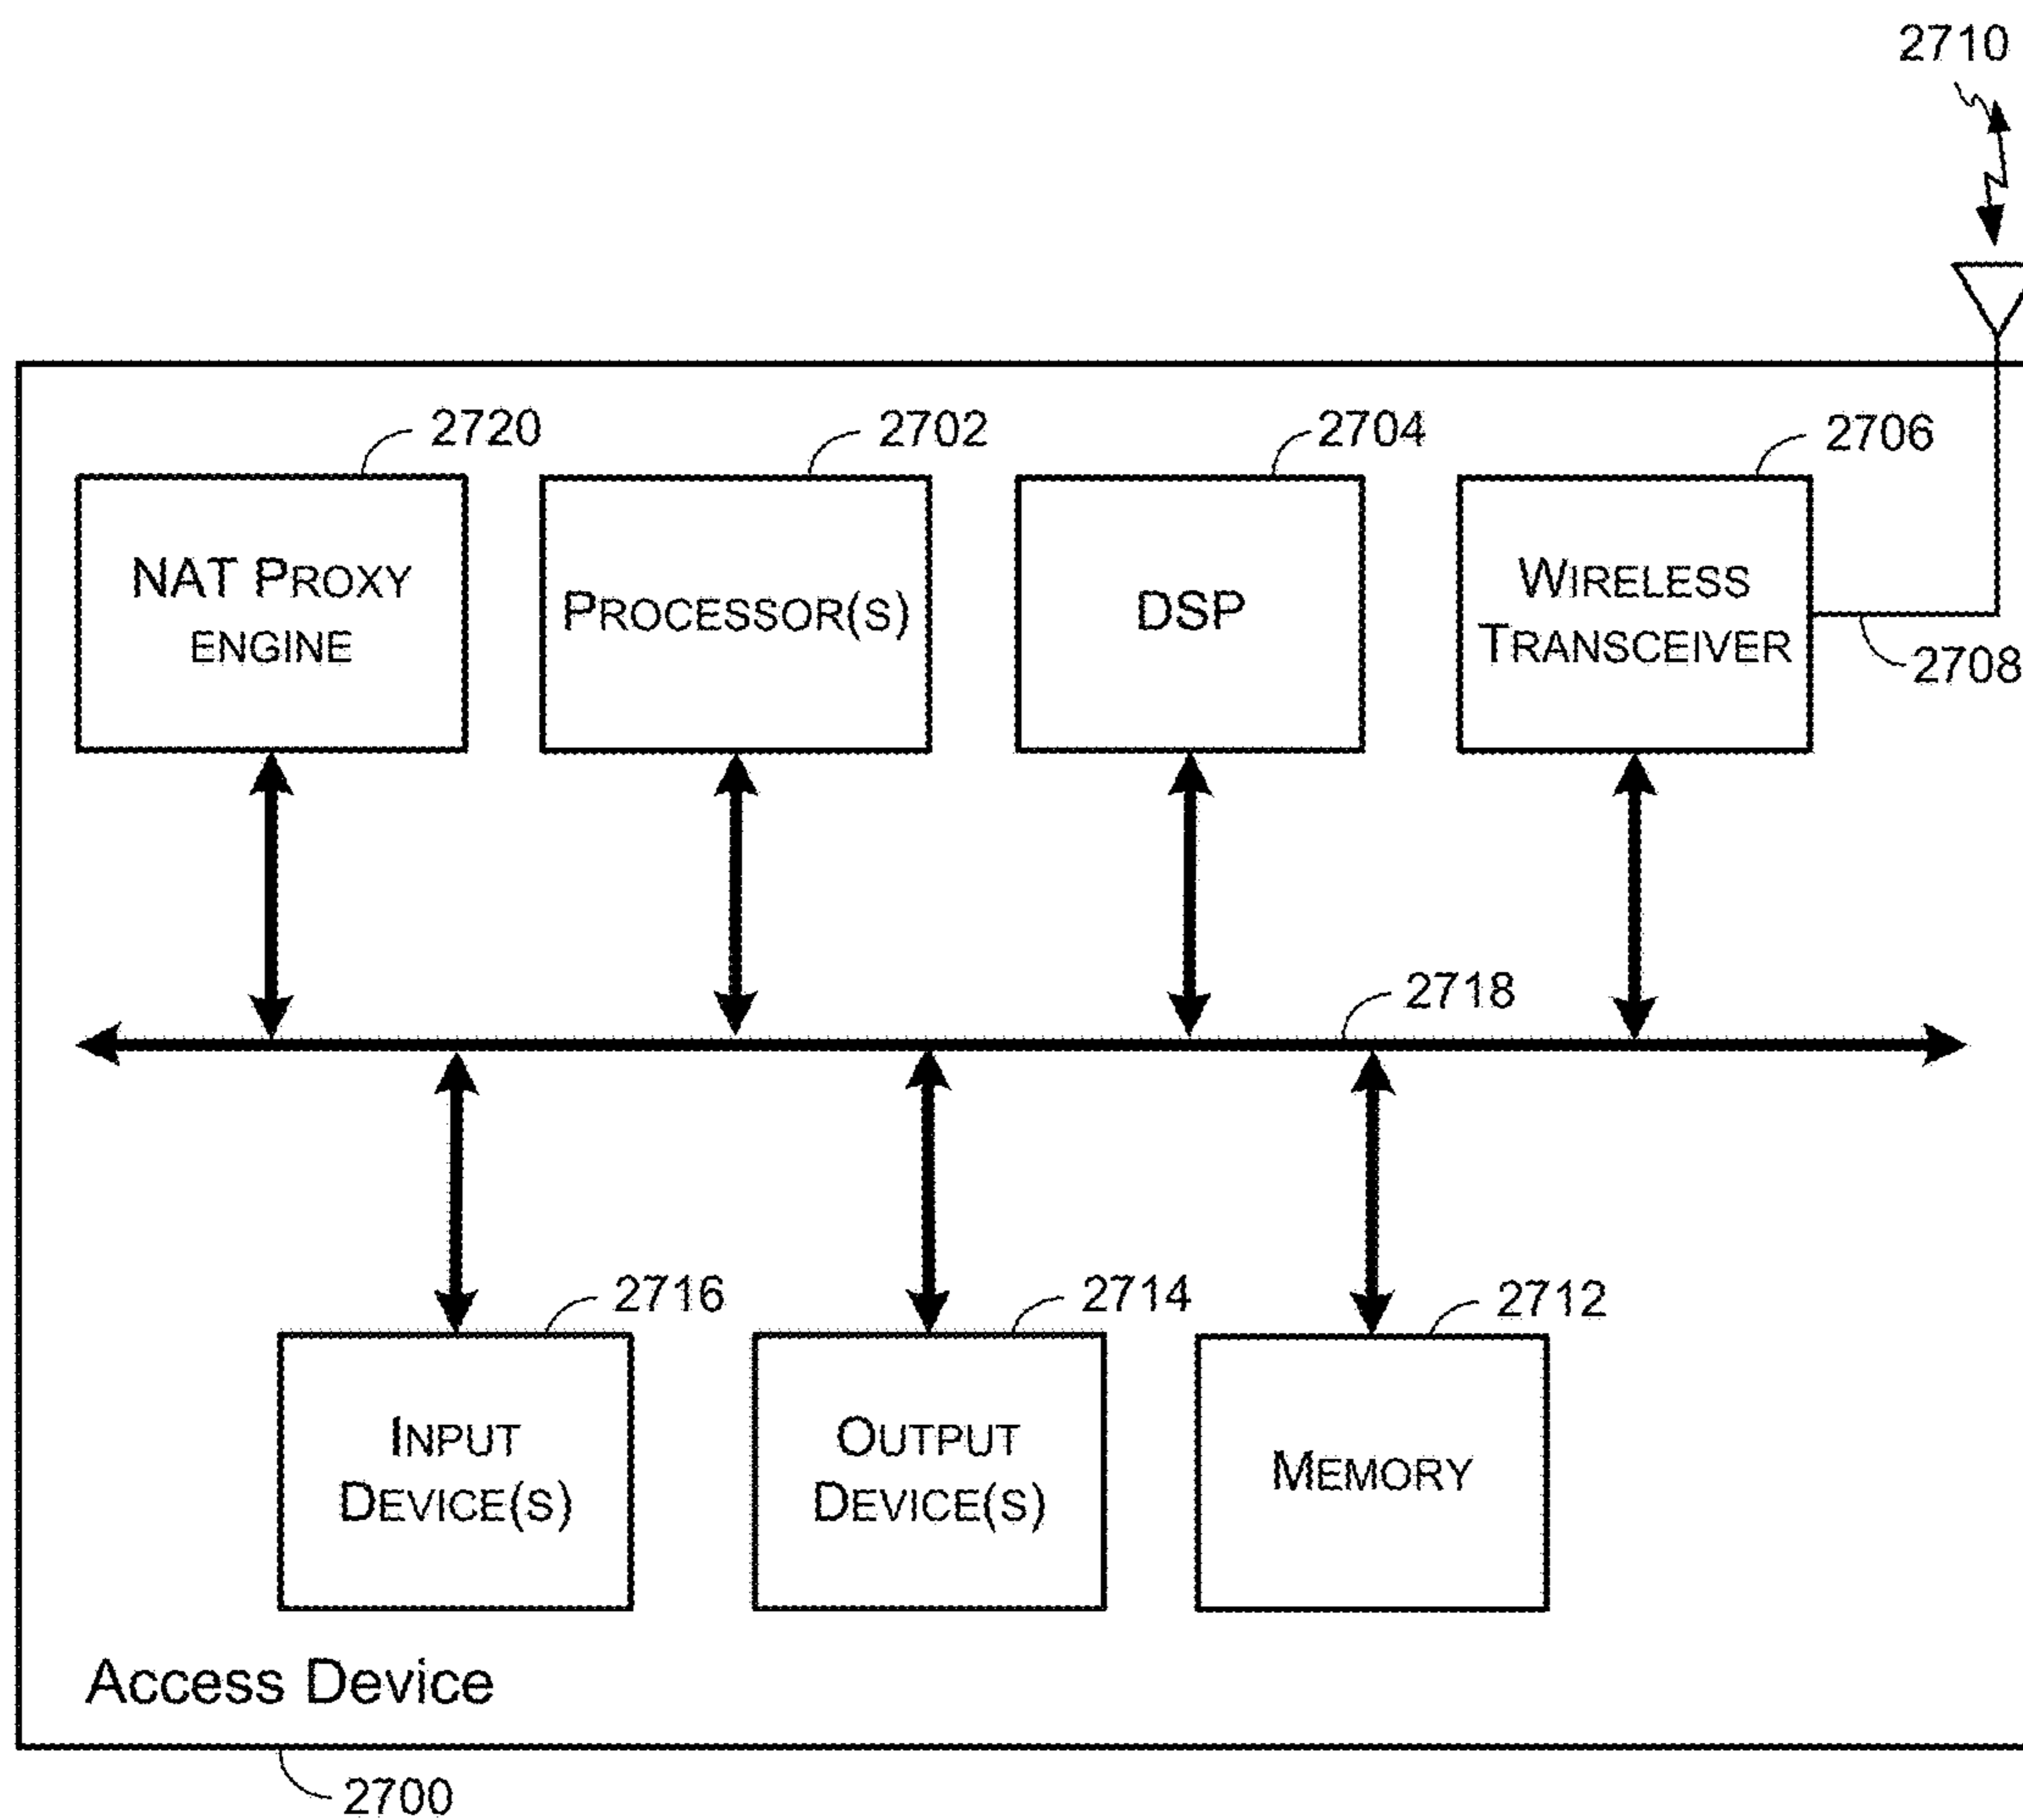 2710
2720
2702
2704
2706
NAT PROXY
ENGINE
PROCESSOR(S)
DSP
WIRELESS
TRANSCEIVER
2708
2718
2716
2714
2712
INPUT
DEVICE(S)
OUTPUT
DEVICE(S)
MEMORY
Access Device
2700